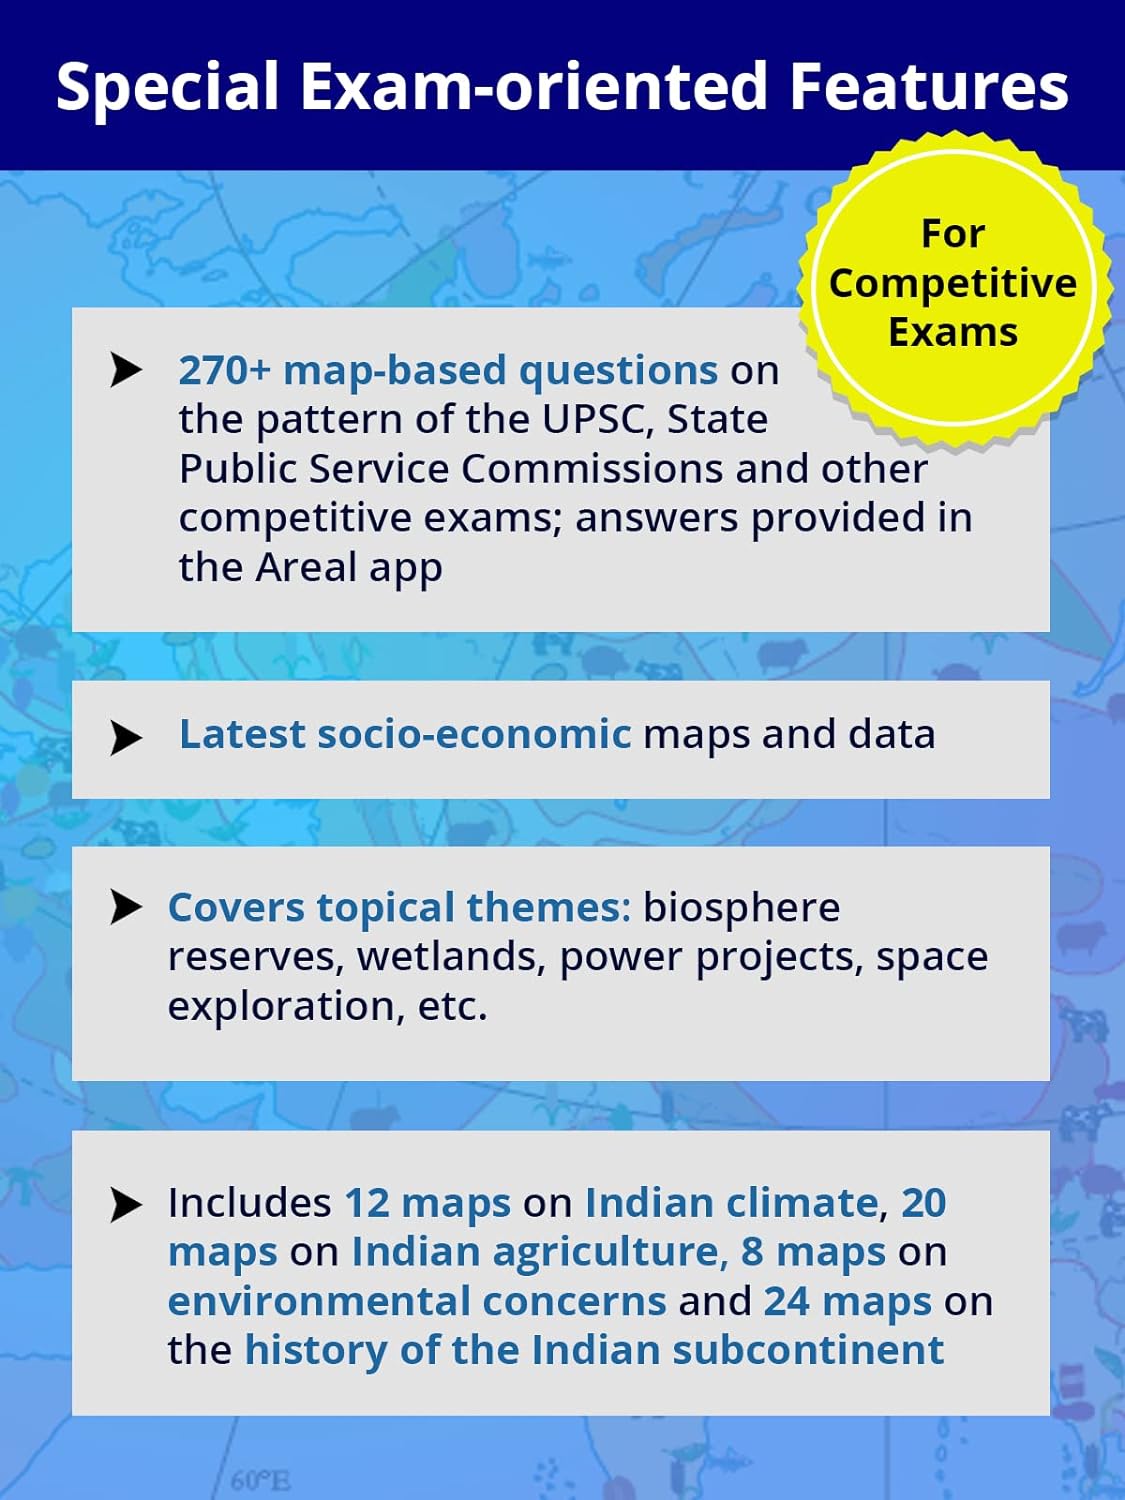 Special Exam-oriented Features
For
Competitive
Exams
270+ map-based questions on
the pattern of the UPSC, State
Public Service Commissions and other
competitive exams; answers provided in
the Areal app
Latest socio-economic maps and data
Covers topical themes: biosphere
reserves, wetlands, power projects, space
exploration, etc.
Includes 12 maps on Indian climate, 20
maps on Indian agriculture, 8 maps on
environmental concerns and 24 maps on
the history of the Indian subcontinent
60°E